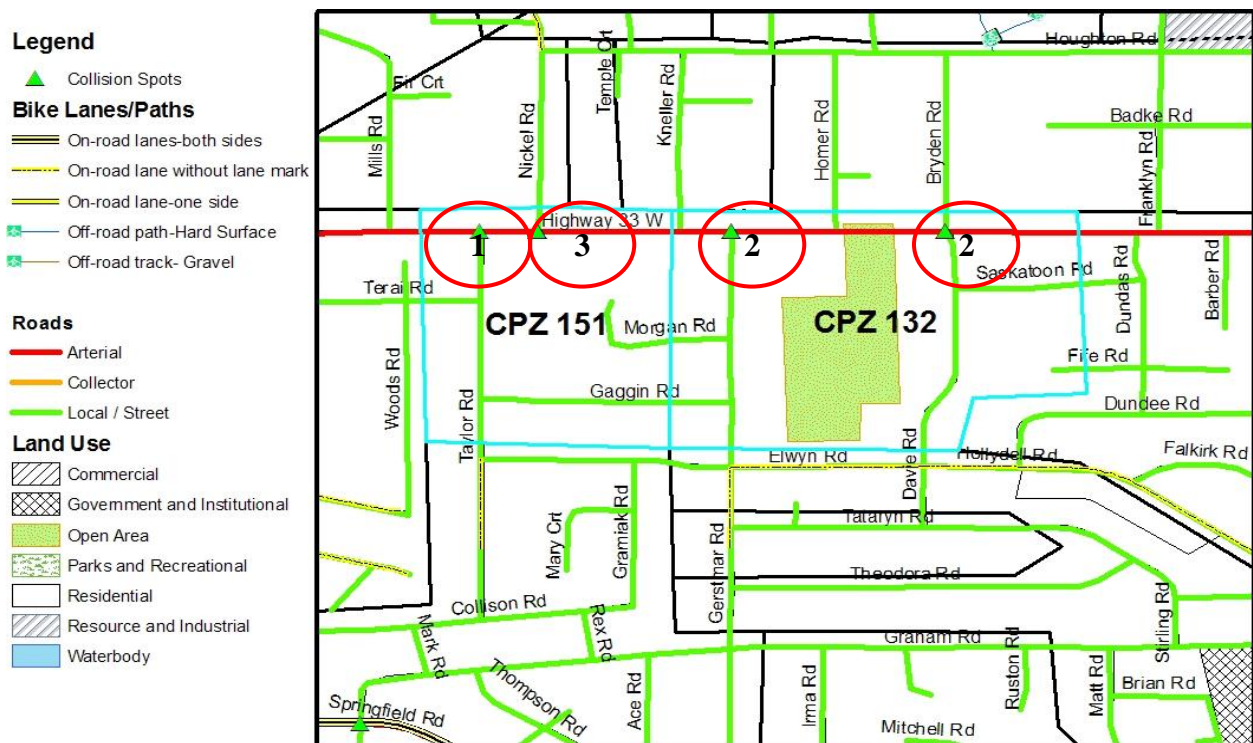 Legend
Collision Spots
Bike Lanes/Paths
On-road lanes-both sides
On-road lane without lane mark
On-road lane-one side
Off-road path-Hard Surface
Off-road track- Gravel
Roads
Arterial
Collector
Local / Street
Land Use
Commercial
Government and Institutional
Open Area
Parks and Recreational
Residential
Resource and Industrial
Waterbody
Houghton Rd
Fir Crt
Temple Crt
Mills Rd
Nickel Rd
Kneller Rd
Homer Rd
Bryden Rd
Badke Rd
Franklyn Rd
Highway 33 W
1
3
2
2
Terai Rd
Saskatoon Rd
Dundas Rd
Barber Rd
CPZ 151
Morgan Rd
CPZ 132
Woods Rd
Taylor Rd
Gaggin Rd
Fife Rd
Dundee Rd
Elwyn Rd
Davie Rd
Hollydell Rd
Falkirk Rd
Mary Crt
Gramiak Rd
Gerstmar Rd
Tataryn Rd
Theodora Rd
Collison Rd
Mark Rd
Rex Rd
Graham Rd
Stirling Rd
Thompson Rd
Ace Rd
Irma Rd
Ruston Rd
Matt Rd
Brian Rd
Springfield Rd
Mitchell Rd